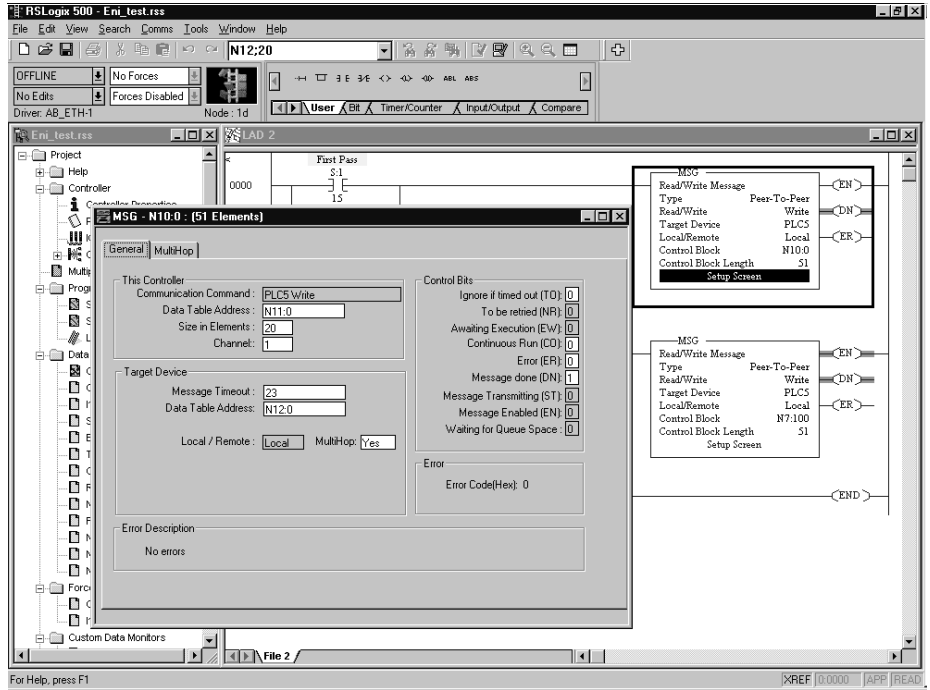 RSLogix 500 - Eni_test.rss
File Edit View Search Comms Tools Window Help
N12;20
OFFLINE No Forces
No Edits Forces Disabled
Driver: AB_ETH-1 Node : 1d
ABL ABS
User Bit Timer/Counter Input/Output Compare
Eni_test.rss
LAD 2
Project
Help
Controller
Controller Properties
Data
Custom Data Monitors
First Pass
S:1
0000
15
MSG
Read/Write Message
Type Peer-To-Peer
Read/Write Write
Target Device PLC5
Local/Remote Local
Control Block N10:0
Control Block Length 51
Setup Screen
EN
DN
ER
MSG
Read/Write Message
Type Peer-To-Peer
Read/Write Write
Target Device PLC5
Local/Remote Local
Control Block N7:100
Control Block Length 51
Setup Screen
EN
DN
ER
END
MSG - N10:0 : (51 Elements)
General MultiHop
This Controller
Communication Command : PLC5 Write
Data Table Address : N11:0
Size in Elements : 20
Channel: 1
Target Device
Message Timeout : 23
Data Table Address: N12:0
Local / Remote : Local MultiHop: Yes
Control Bits
Ignore if timed out (TO): 0
To be retried (NR): 0
Awaiting Execution (EW): 0
Continuous Run (CO): 0
Error (ER): 0
Message done (DN): 1
Message Transmitting (ST): 0
Message Enabled (EN): 0
Waiting for Queue Space : 0
Error
Error Code(Hex): 0
Error Description
No errors
File 2
For Help, press F1
XREF 0:0000 APP READ